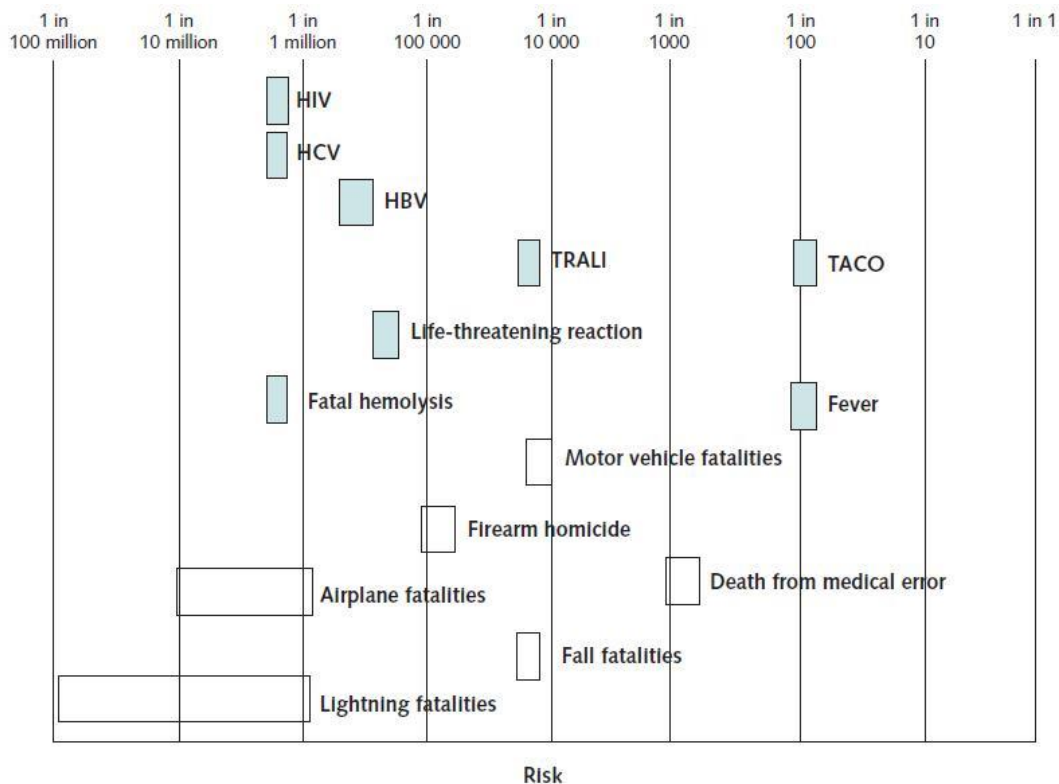 1 in 100 million
1 in 10 million
1 in 1 million
1 in 100 000
1 in 10 000
1 in 1000
1 in 100
1 in 10
1 in 1
HIV
HCV
HBV
TRALI
TACO
Life-threatening reaction
Fatal hemolysis
Fever
Motor vehicle fatalities
Firearm homicide
Airplane fatalities
Death from medical error
Fall fatalities
Lightning fatalities
Risk